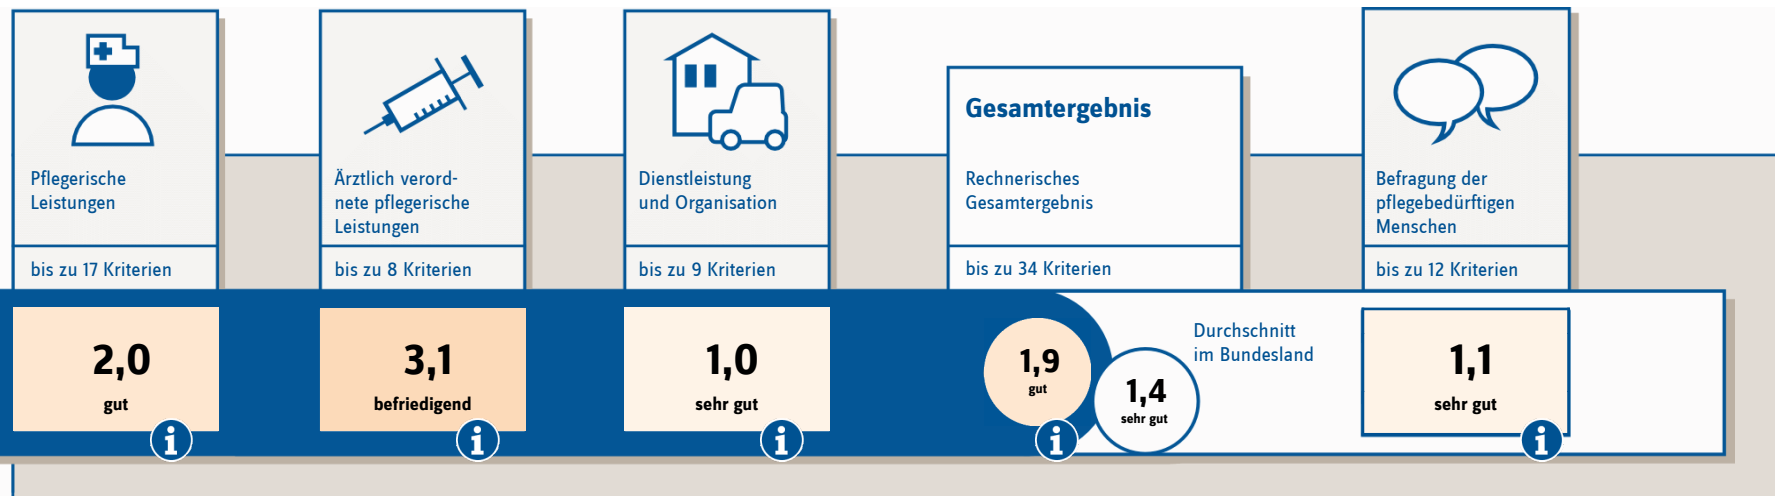 Pflegerische
Leistungen
bis zu 17 Kriterien
2,0
gut
i
Ärztlich verord-
nete pflegerische
Leistungen
bis zu 8 Kriterien
3,1
befriedigend
i
Dienstleistung
und Organisation
bis zu 9 Kriterien
1,0
sehr gut
i
Gesamtergebnis
Rechnerisches
Gesamtergebnis
bis zu 34 Kriterien
1,9
gut
i
Durchschnitt
im Bundesland
1,4
sehr gut
Befragung der
pflegebedürftigen
Menschen
bis zu 12 Kriterien
1,1
sehr gut
i